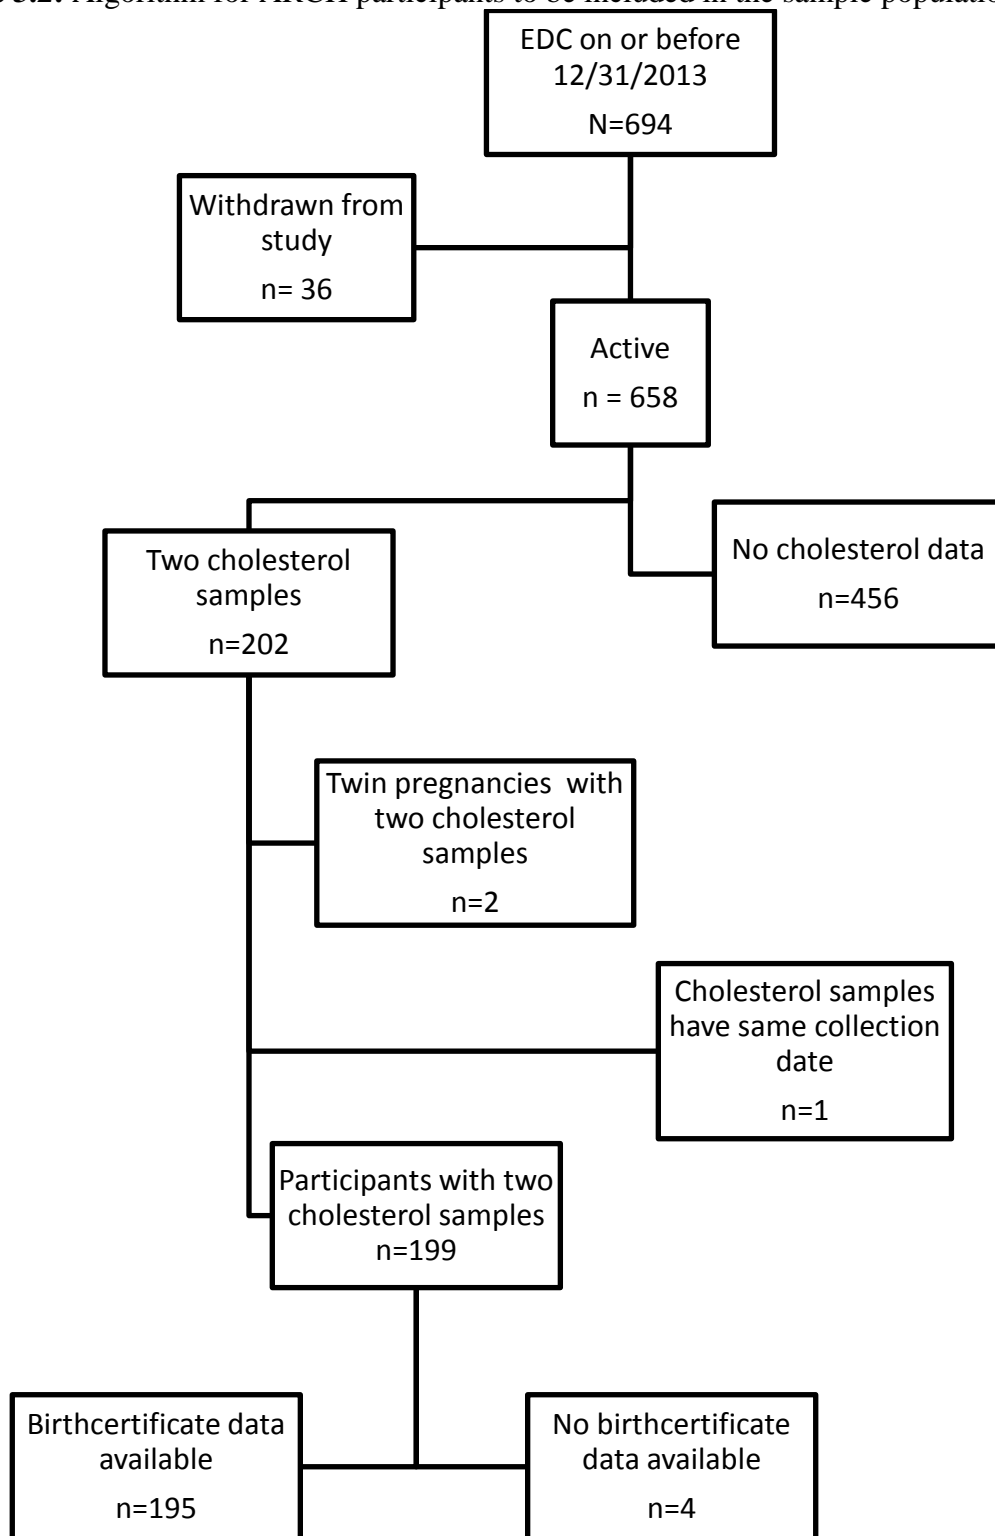 3.2. Algorithm for ARCH participants to be included in the sample population
EDC on or before
12/31/2013
N=694
Withdrawn from
study
n= 36
Active
n = 658
No cholesterol data
n=456
Two cholesterol
samples
n=202
Twin pregnancies with
two cholesterol
samples
n=2
Cholesterol samples
have same collection
date
n=1
Participants with two
cholesterol samples
n=199
Birthcertificate data
available
n=195
No birthcertificate
data available
n=4